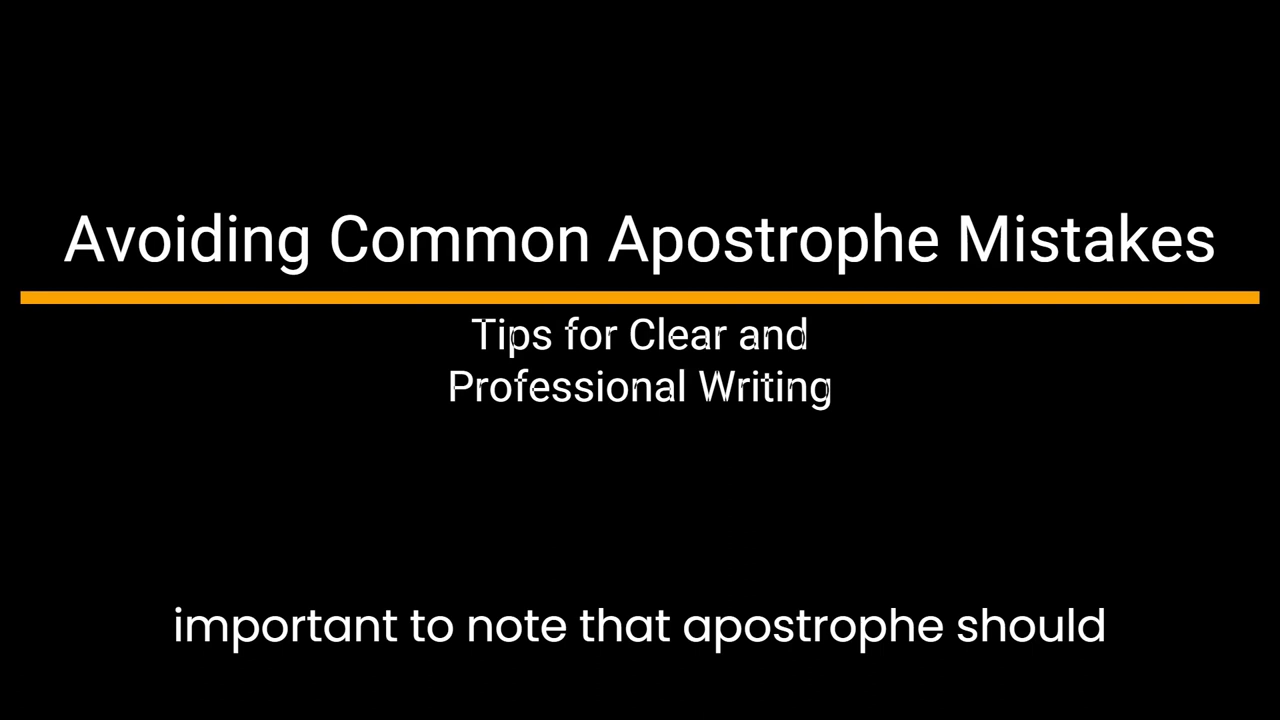 Avoiding Common Apostrophe Mistakes
Tips for Clear and
Professional Writing
important to note that apostrophe should